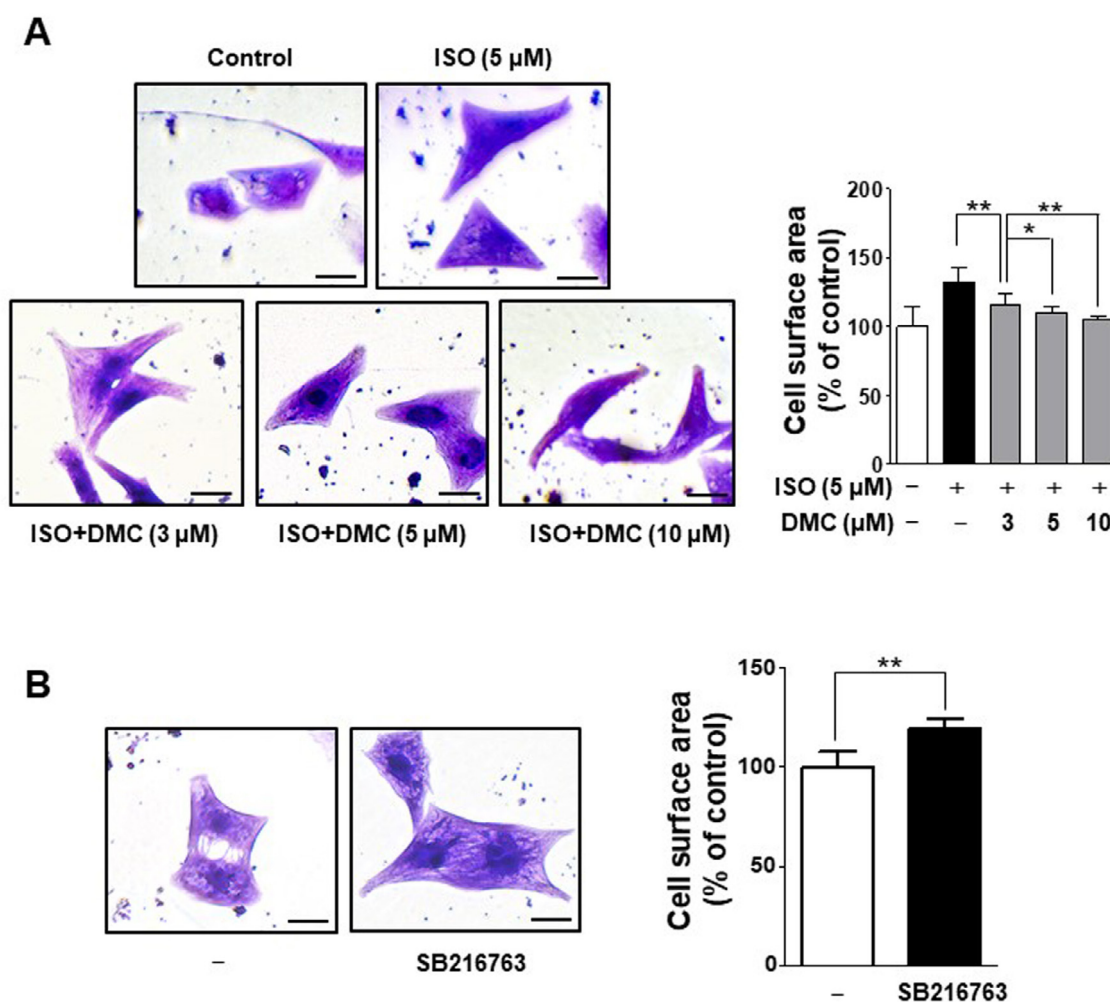 A
Control
ISO (5 µM)
ISO+DMC (3 µM)
ISO+DMC (5 µM)
ISO+DMC (10 µM)
Cell surface area
(% of control)
200
150
100
50
0
** * **
ISO (5 µM) – + + + +
DMC (µM) – – 3 5 10
B
–
SB216763
Cell surface area
(% of control)
150
100
50
0
**
– SB216763